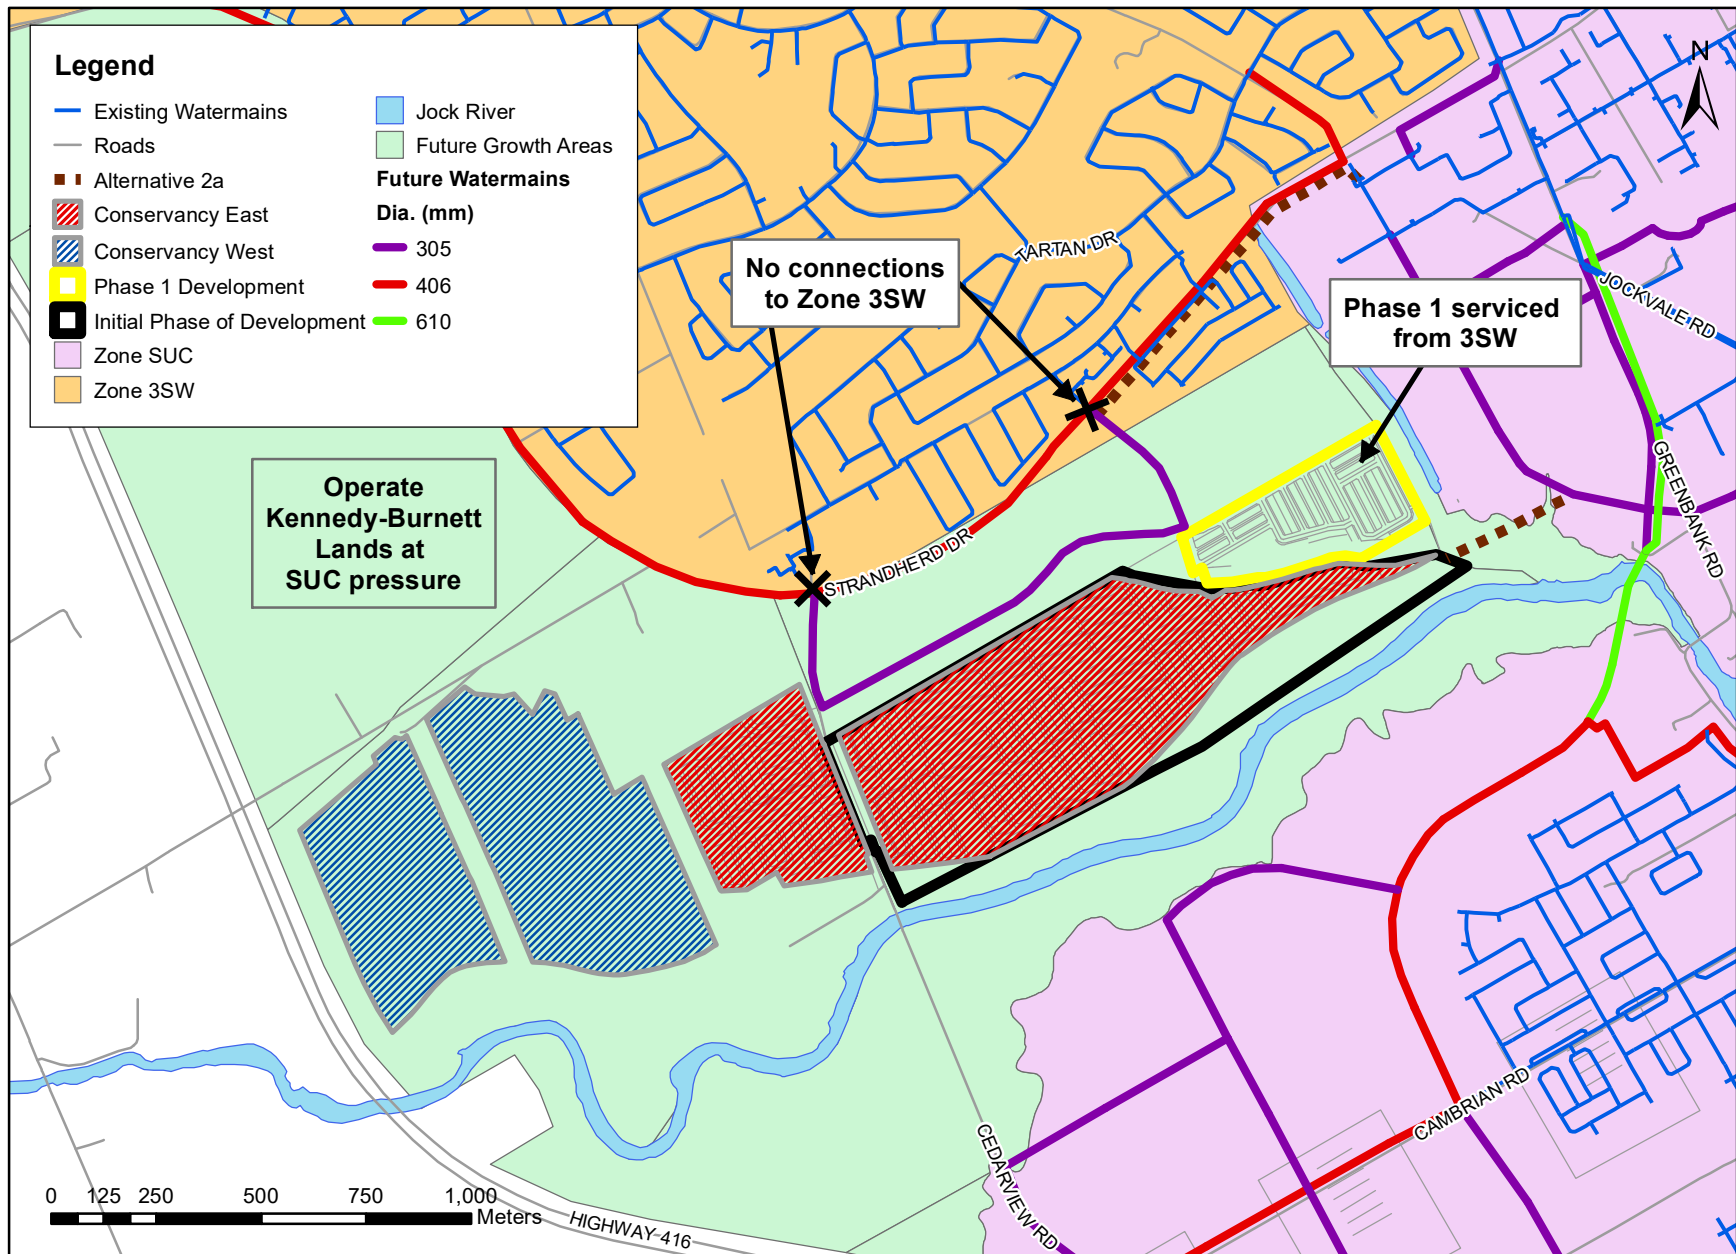 Legend
Existing Watermains
Roads
Alternative 2a
Conservancy East
Conservancy West
Phase 1 Development
Initial Phase of Development
Zone SUC
Zone 3SW
Jock River
Future Growth Areas
Future Watermains
Dia. (mm)
305
406
610
N
TARTAN DR
No connections
to Zone 3SW
JOCKVALE RD
Phase 1 serviced
from 3SW
GREENBANK RD
Operate
Kennedy-Burnett
Lands at
SUC pressure
STRANDHERD DR
CAMBRIAN RD
CEDARVIEW RD
HIGHWAY 416
0 125 250 500 750 1,000
Meters